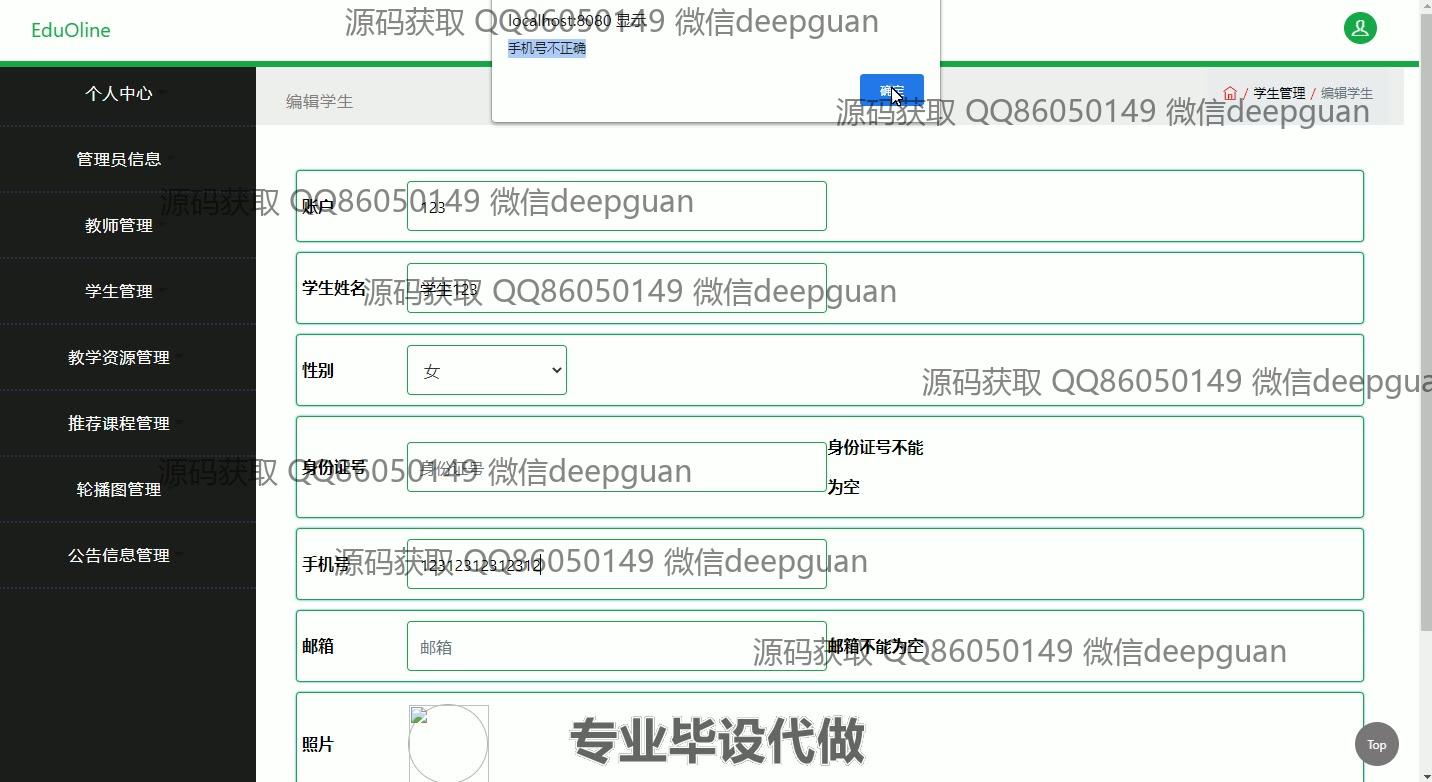 EduOline
localhost:8080 显示
手机号不正确
确定
源码获取 QQ86050149 微信deepguan
个人中心
管理员信息
教师管理
学生管理
教学资源管理
推荐课程管理
轮播图管理
公告信息管理
编辑学生
/ 学生管理 / 编辑学生
源码获取 QQ86050149 微信deepguan
账户
123
源码获取 QQ86050149 微信deepguan
学生姓名
学生123
源码获取 QQ86050149 微信deepguan
性别
女
源码获取 QQ86050149 微信deepgua
身份证号
身份证号
身份证号不能
为空
源码获取 QQ86050149 微信deepguan
手机号
12312312312312
源码获取 QQ86050149 微信deepguan
邮箱
邮箱
邮箱不能为空
源码获取 QQ86050149 微信deepguan
照片
专业毕设代做
Top